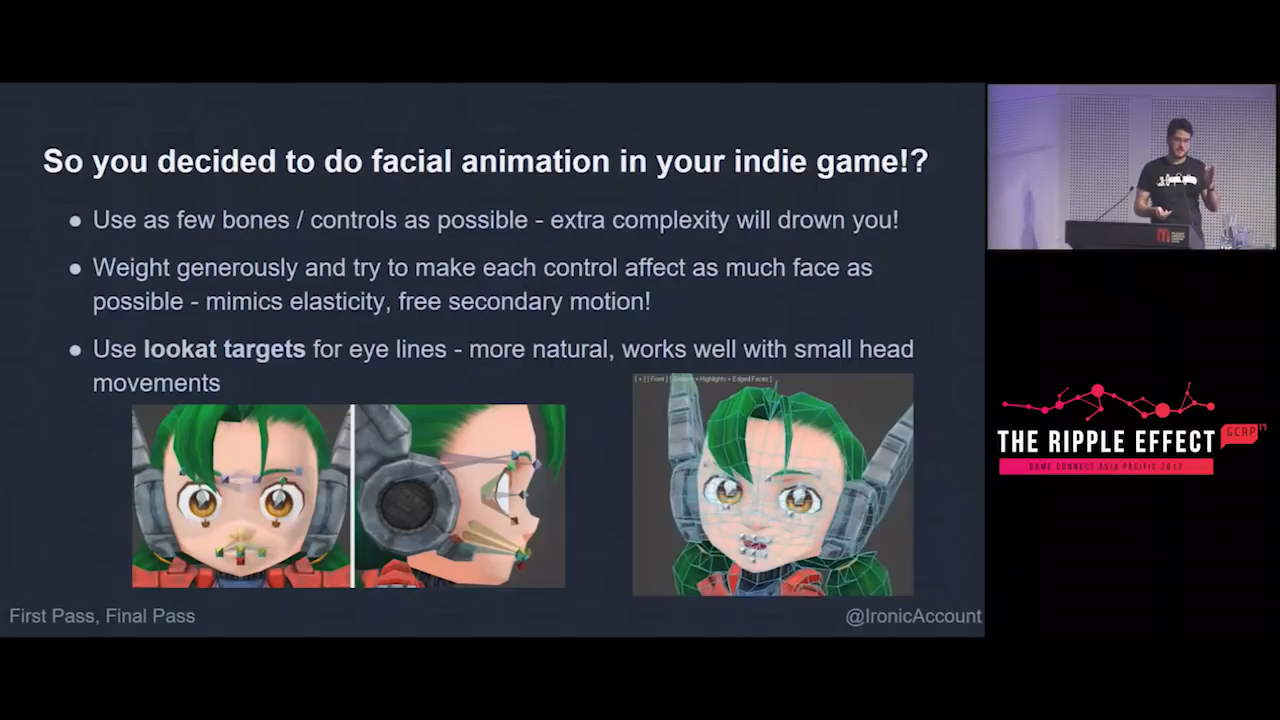 So you decided to do facial animation in your indie game!?
● Use as few bones / controls as possible - extra complexity will drown you!
● Weight generously and try to make each control affect as much face as
possible - mimics elasticity, free secondary motion!
● Use lookat targets for eye lines - more natural, works well with small head
movements
First Pass, Final Pass
@IronicAccount
THE RIPPLE EFFECT
GCAP 17
GAME CONNECT ASIA PACIFIC 2017